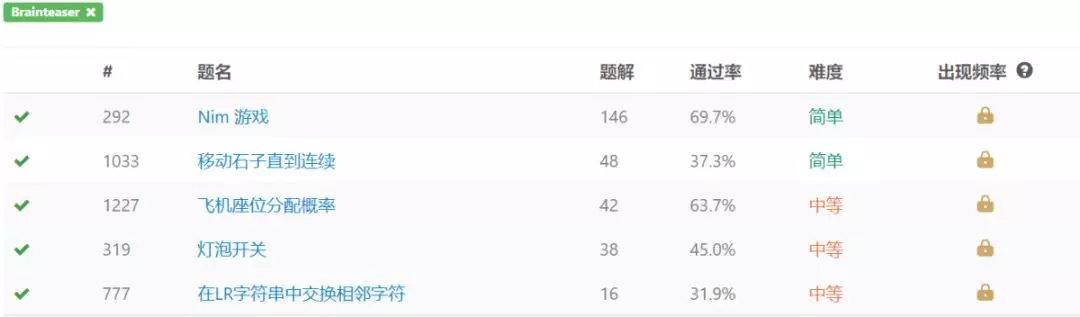 Brainteaser ✖
# 题名 题解 通过率 难度 出现频率 ?
292 Nim 游戏 146 69.7% 简单
1033 移动石子直到连续 48 37.3% 简单
1227 飞机座位分配概率 42 63.7% 中等
319 灯泡开关 38 45.0% 中等
777 在LR字符串中交换相邻字符 16 31.9% 中等